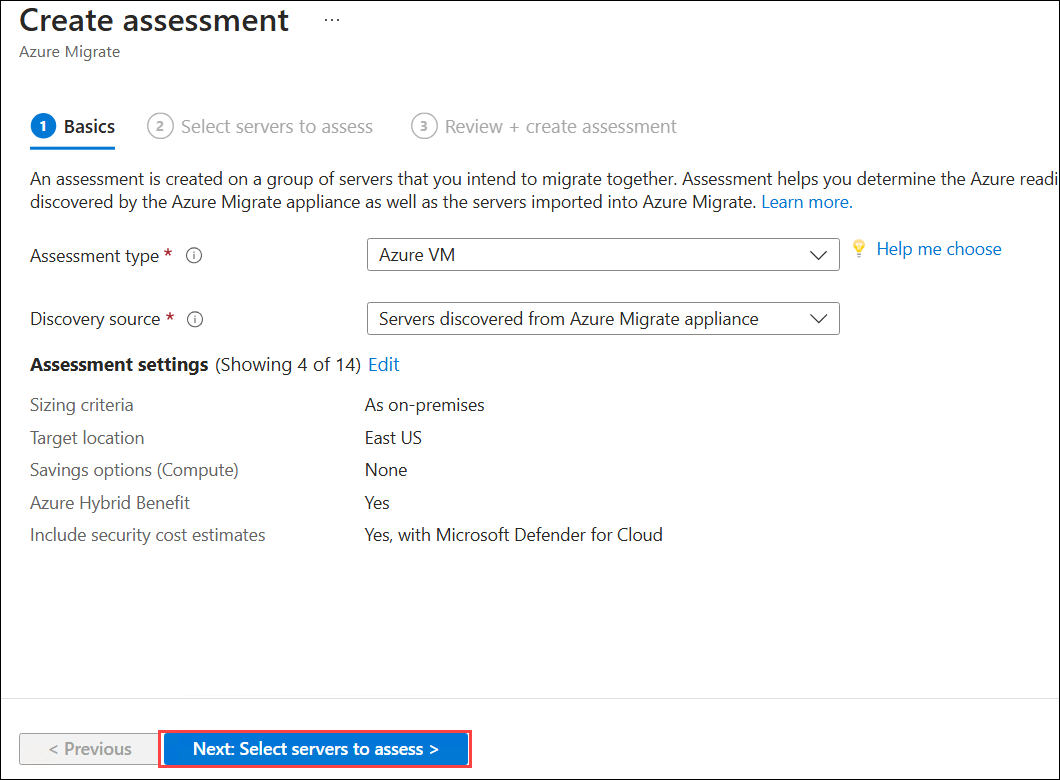 Create assessment ...
Azure Migrate
1 Basics 2 Select servers to assess 3 Review + create assessment
An assessment is created on a group of servers that you intend to migrate together. Assessment helps you determine the Azure readi
discovered by the Azure Migrate appliance as well as the servers imported into Azure Migrate. Learn more.
Assessment type * Azure VM Help me choose
Discovery source * Servers discovered from Azure Migrate appliance
Assessment settings (Showing 4 of 14) Edit
Sizing criteria As on-premises
Target location East US
Savings options (Compute) None
Azure Hybrid Benefit Yes
Include security cost estimates Yes, with Microsoft Defender for Cloud
< Previous Next: Select servers to assess >